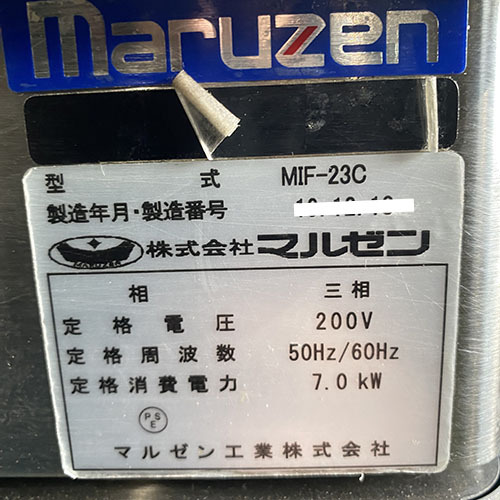 maruzen
型式 MIF-23C
製造年月・製造番号
MARUZEN 株式会社 マルゼン
相 三相
定格電圧 200V
定格周波数 50Hz/60Hz
定格消費電力 7.0 kW
PSE
マルゼン工業株式会社